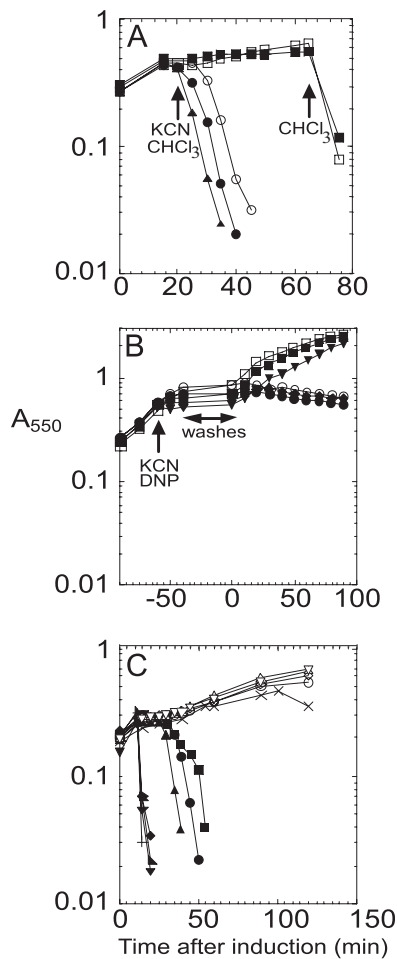 A
1
0.1
0.01
KCN
CHCl3
CHCl3
0 20 40 60 80
B
1
0.1
0.01
A550
washes
KCN
DNP
-50 0 50 100
C
1
0.1
0.01
0 50 100 150
Time after induction (min)